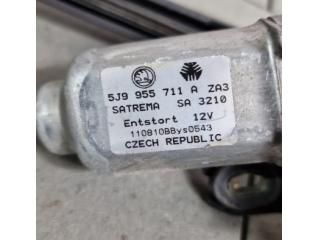 5J9 955 711 A ZA3
SATREMA SA 3210
Entstort 12V
110810BBys0543
CZECH REPUBLIC